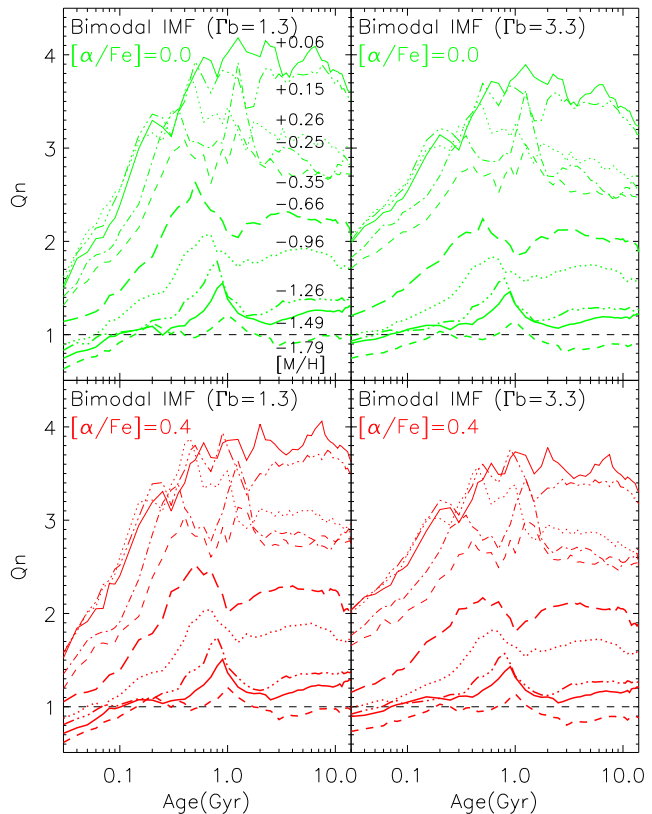 Bimodal IMF (Γb=1.3)
[α/Fe]=0.0
+0.06
+0.15
+0.26
−0.25
−0.35
−0.66
−0.96
−1.26
−1.49
−1.79
[M/H]
Bimodal IMF (Γb=3.3)
[α/Fe]=0.0
4
3
2
1
Qn
Bimodal IMF (Γb=1.3)
[α/Fe]=0.4
Bimodal IMF (Γb=3.3)
[α/Fe]=0.4
4
3
2
1
Qn
0.1 1.0 10.0
Age(Gyr)
0.1 1.0 10.0
Age(Gyr)